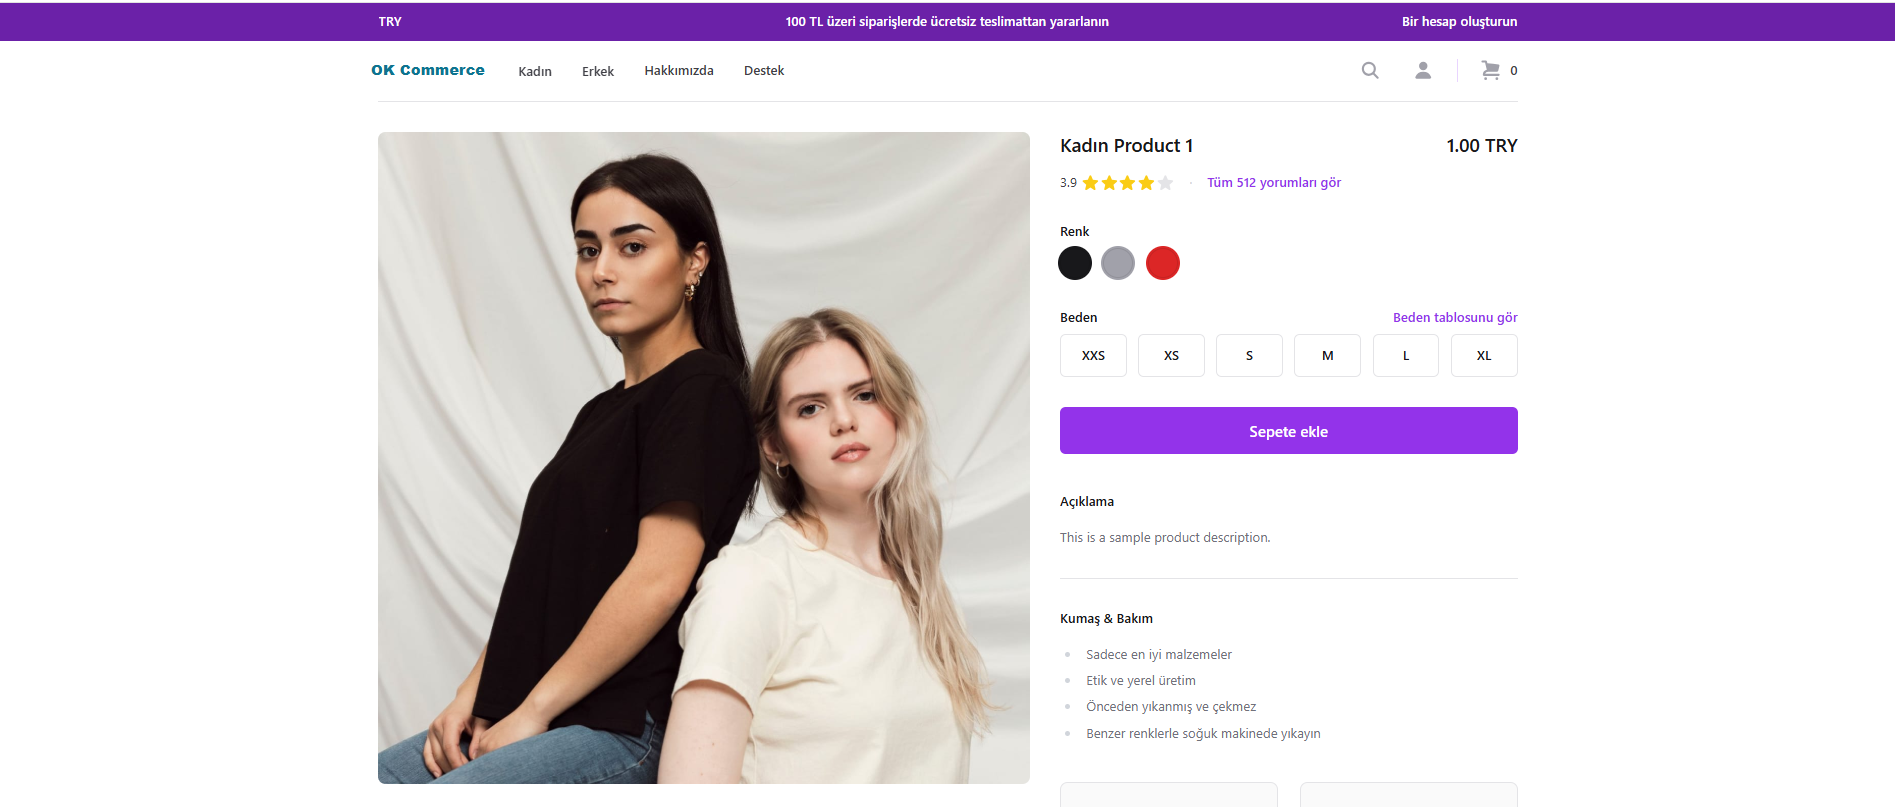 TRY
100 TL üzeri siparişlerde ücretsiz teslimattan yararlanın
Bir hesap oluşturun
OK Commerce
Kadın
Erkek
Hakkımızda
Destek
0
Kadın Product 1
1.00 TRY
3.9
Tüm 512 yorumları gör
Renk
Beden
Beden tablosunu gör
XXS
XS
S
M
L
XL
Sepete ekle
Açıklama
This is a sample product description.
Kumaş & Bakım
Sadece en iyi malzemeler
Etik ve yerel üretim
Önceden yıkanmış ve çekmez
Benzer renklerle soğuk makinede yıkayın